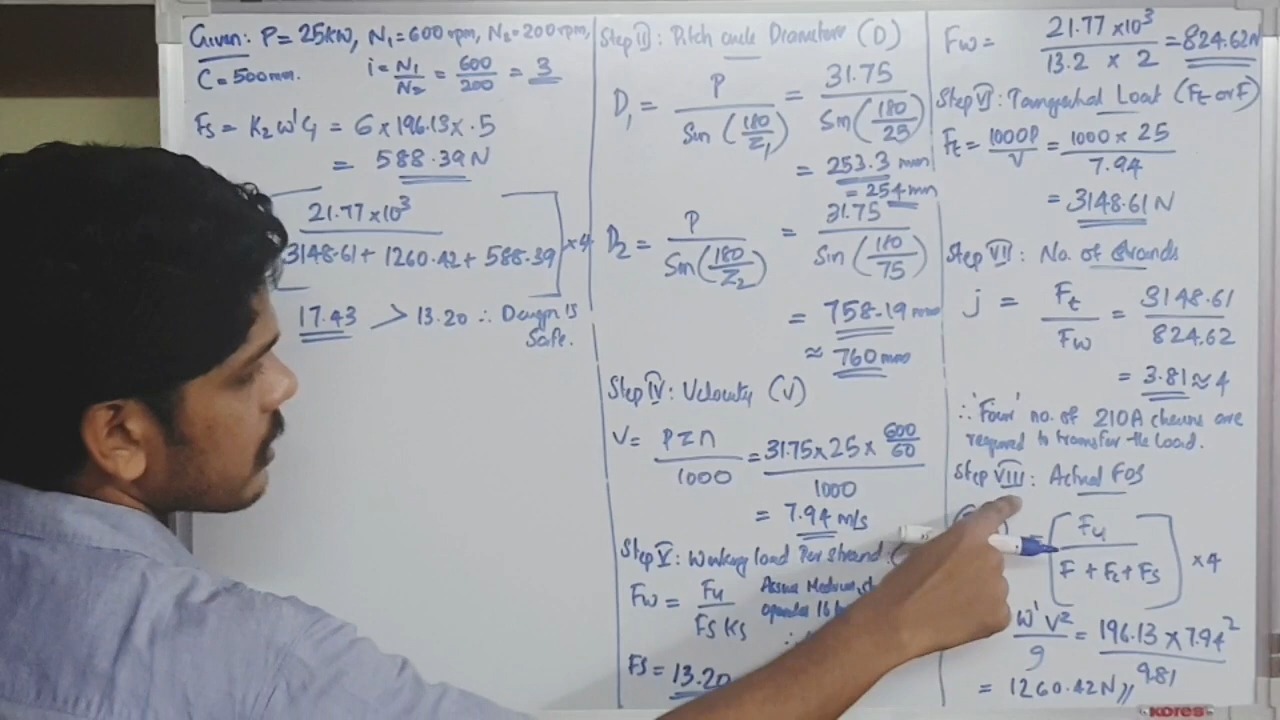 Given: P = 25kW, N₁ = 600 rpm, N₂ = 200 rpm,
C = 500mm. i = N₁/N₂ = 600/200 = 3
Fs = K₂ω'G = 6 × 196.13 × .5
= 588.39 N
[21.77 × 10³ / 3148.61 + 1260.42 + 588.39] × 4
17.43 > 13.20 ∴ Design is
Safe.
Step III: Pitch circle Diameter (D)
D₁ = P / Sin(180/Z₁) = 31.75 / Sin(180/25)
= 253.3 mm
= 254 mm
D₂ = P / Sin(180/Z₂) = 31.75 / Sin(180/75)
= 758.19 mm
≈ 760 mm
Step IV: Velocity (V)
V = PZn / 1000 = 31.75 × 25 × 600/60 / 1000
= 7.94 m/s
Step V: Working load Per strand:
Fw = Fu / Fs Ks Assume Medium
operates 16
Fs = 13.20
Fw = 21.77 × 10³ / 13.2 × 2 = 824.62N
Step VI: Tangential Load (Ft or F)
Ft = 1000P / V = 1000 × 25 / 7.94
= 3148.61 N
Step VII: No. of strands
j = Ft / Fw = 3148.61 / 824.62
= 3.81 ≈ 4
∴ 'Four' no. of 210A chains are
required to transfer the Load.
Step VIII: Actual FOS
= [Fu / F + Fc + Fs] × 4
ω'V² / g = 196.13 × 7.94² / 9.81
= 1260.42N //
KORES